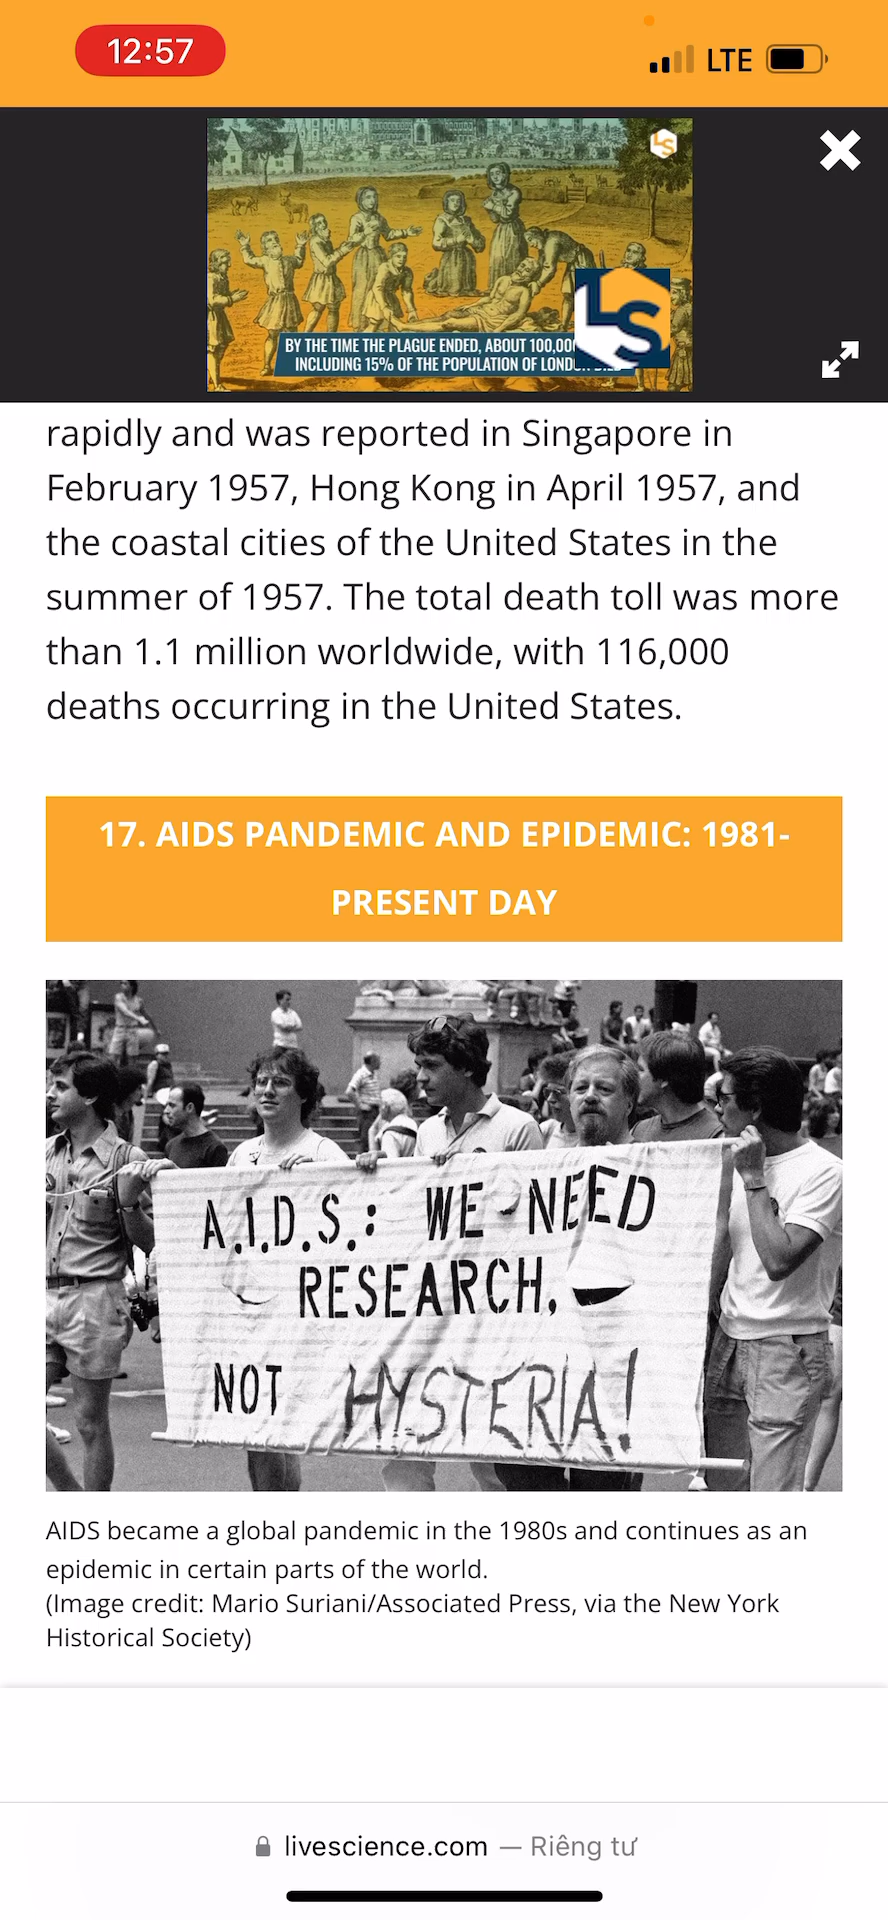 12:57
LTE
LS
BY THE TIME THE PLAGUE ENDED, ABOUT 100,00
INCLUDING 15% OF THE POPULATION OF LOND
LS
rapidly and was reported in Singapore in
February 1957, Hong Kong in April 1957, and
the coastal cities of the United States in the
summer of 1957. The total death toll was more
than 1.1 million worldwide, with 116,000
deaths occurring in the United States.
17. AIDS PANDEMIC AND EPIDEMIC: 1981-
PRESENT DAY
A.I.D.S.: WE NEED
RESEARCH,
NOT HYSTERIA!
AIDS became a global pandemic in the 1980s and continues as an
epidemic in certain parts of the world.
(Image credit: Mario Suriani/Associated Press, via the New York
Historical Society)
livescience.com — Riêng tư